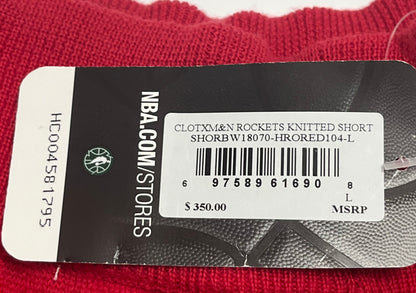 HC004581795
NBA.COM/STORES
CLOTXM&N ROCKETS KNITTED SHORT
SHORBW18070-HRORED104-L
6 97589 61690 8
L
$ 350.00 MSRP